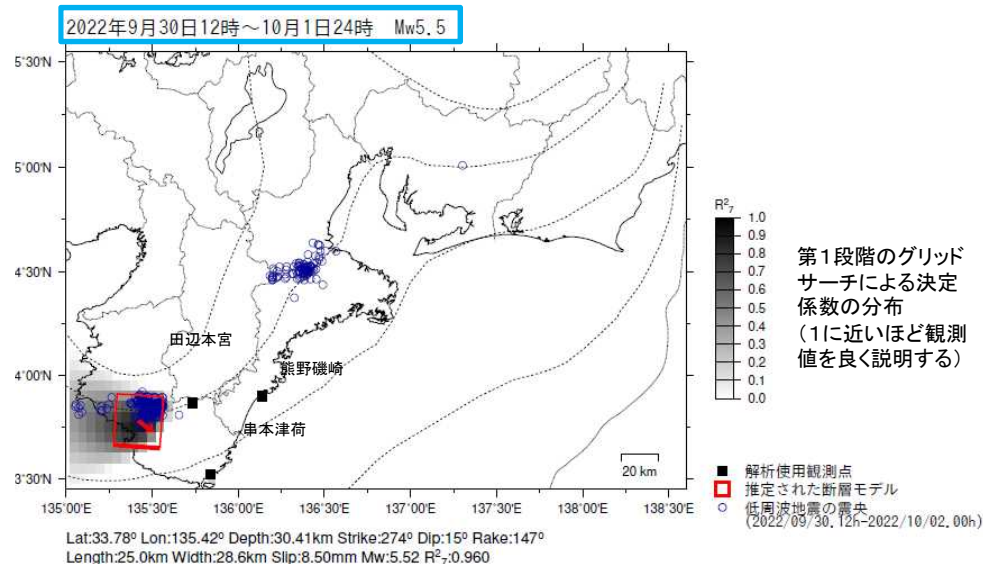 2022年9月30日12時～10月1日24時　Mw5.5
5°30'N
5°00'N
4°30'N
4°00'N
3°30'N
135°00'E
135°30'E
136°00'E
136°30'E
137°00'E
137°30'E
138°00'E
138°30'E
田辺本宮
熊野磯崎
串本津荷
20 km
R²₇
1.0
0.9
0.8
0.7
0.6
0.5
0.4
0.3
0.2
0.1
0.0
第１段階のグリッド
サーチによる決定
係数の分布
（１に近いほど観測
値を良く説明する）
解析使用観測点
推定された断層モデル
低周波地震の震央
(2022/09/30.12h-2022/10/02.00h)
Lat:33.78º Lon:135.42º Depth:30.41km Strike:274º Dip:15º Rake:147º
Length:25.0km Width:28.6km Slip:8.50mm Mw:5.52 R²₇:0.960